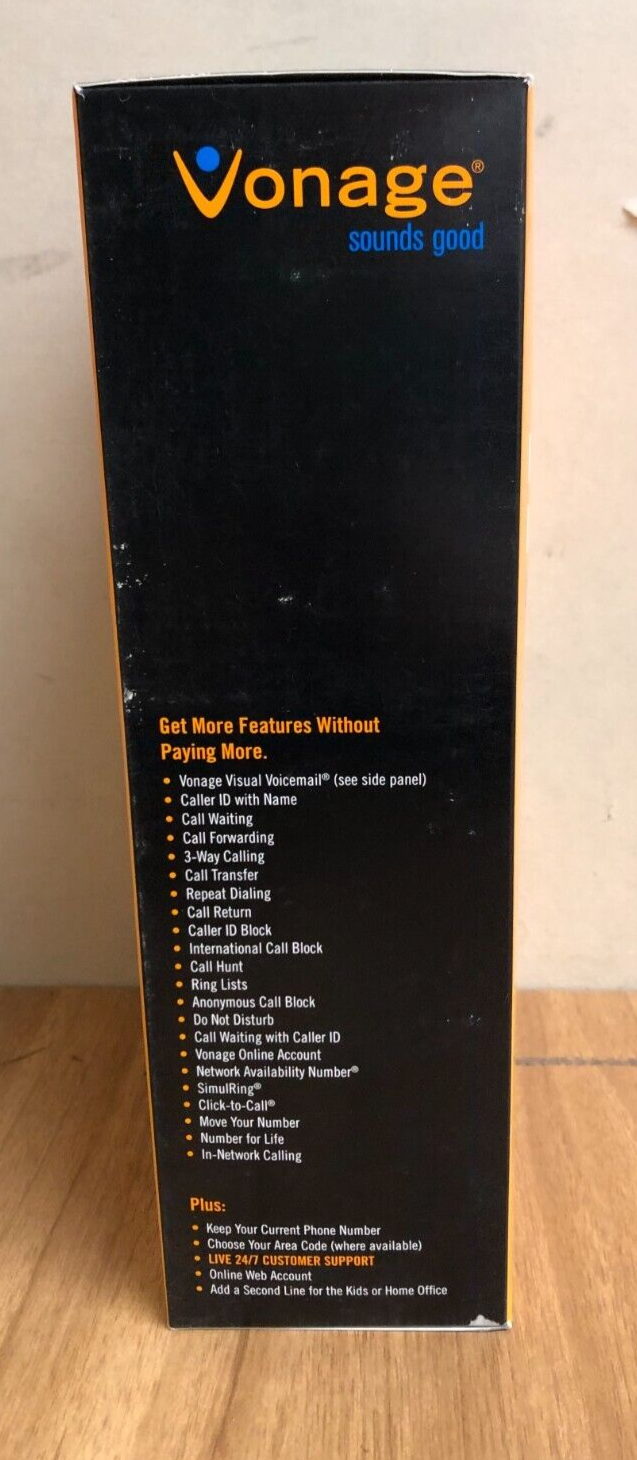 Vonage®
sounds good
Get More Features Without
Paying More.
• Vonage Visual Voicemail® (see side panel)
• Caller ID with Name
• Call Waiting
• Call Forwarding
• 3-Way Calling
• Call Transfer
• Repeat Dialing
• Call Return
• Caller ID Block
• International Call Block
• Call Hunt
• Ring Lists
• Anonymous Call Block
• Do Not Disturb
• Call Waiting with Caller ID
• Vonage Online Account
• Network Availability Number®
• SimulRing®
• Click-to-Call®
• Move Your Number
• Number for Life
• In-Network Calling
Plus:
• Keep Your Current Phone Number
• Choose Your Area Code (where available)
• LIVE 24/7 CUSTOMER SUPPORT
• Online Web Account
• Add a Second Line for the Kids or Home Office